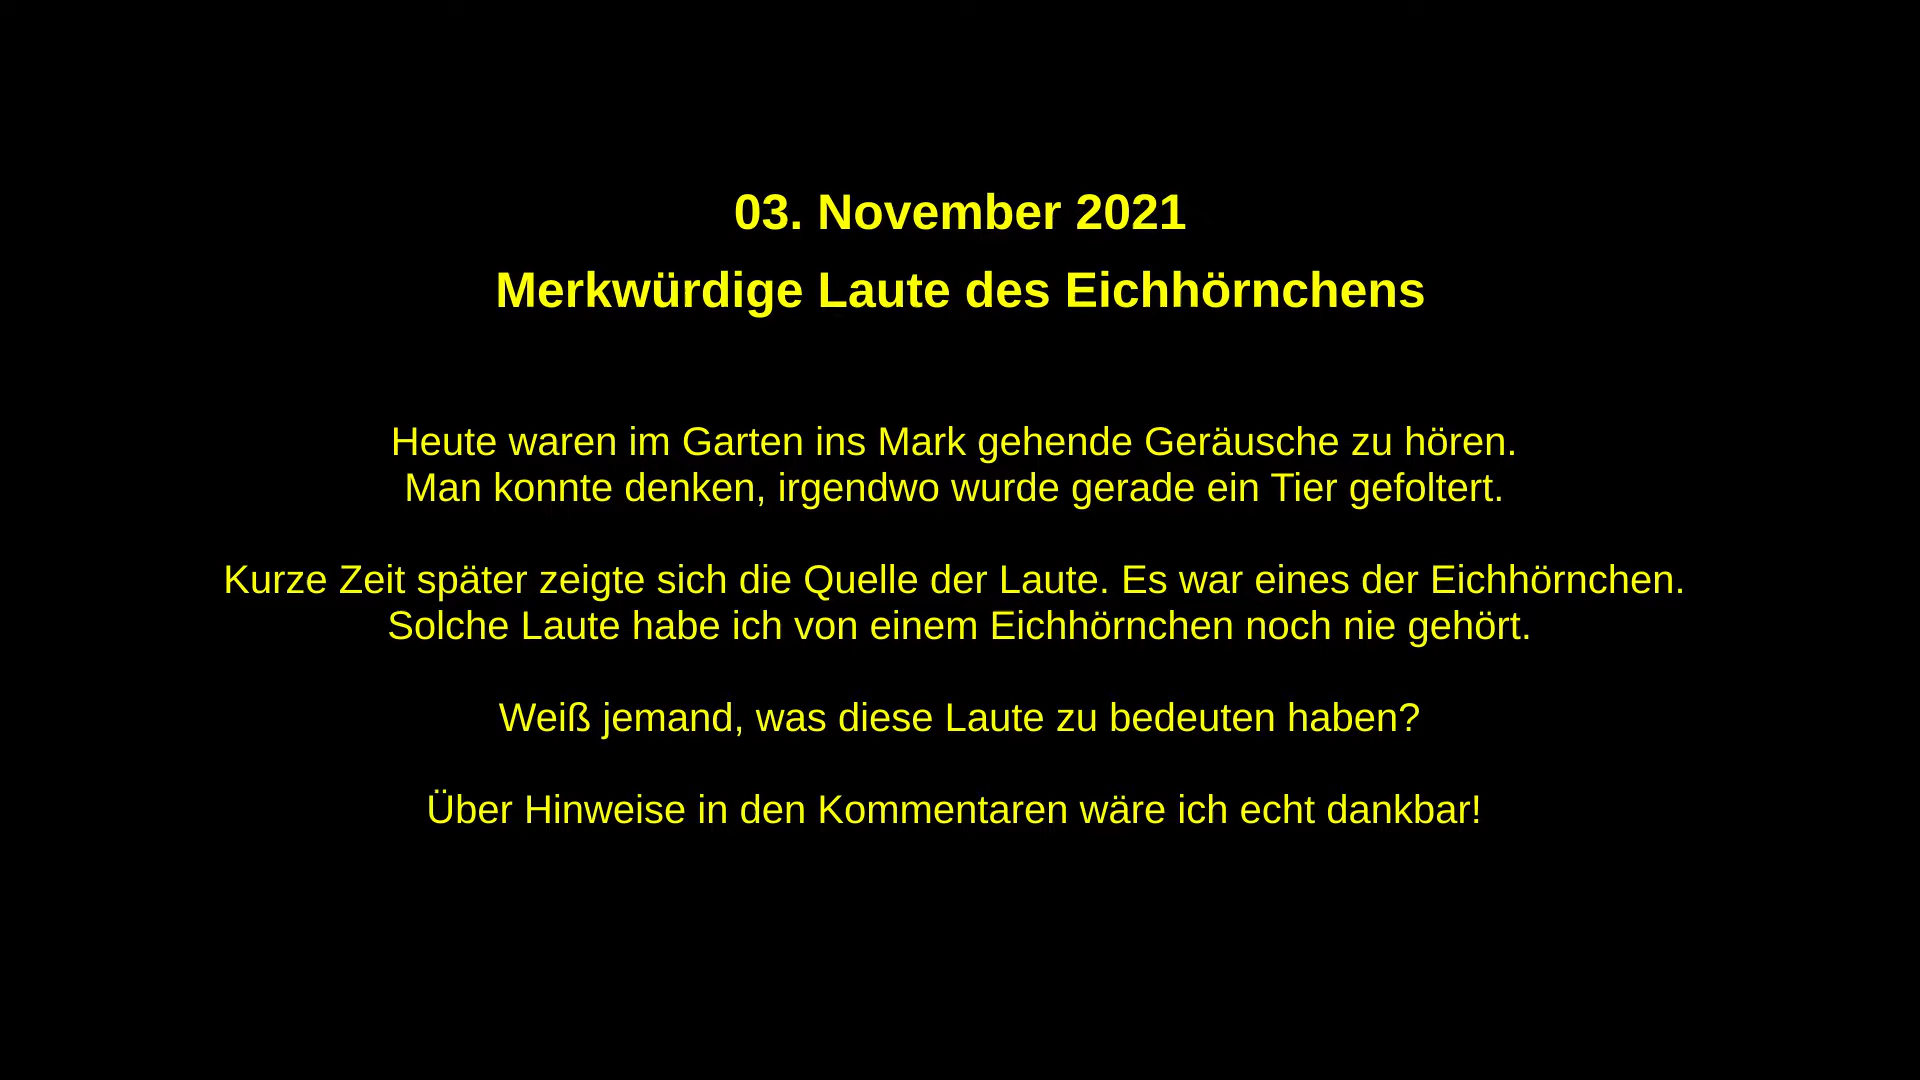 03. November 2021
Merkwürdige Laute des Eichhörnchens
Heute waren im Garten ins Mark gehende Geräusche zu hören.
Man konnte denken, irgendwo wurde gerade ein Tier gefoltert.
Kurze Zeit später zeigte sich die Quelle der Laute. Es war eines der Eichhörnchen.
Solche Laute habe ich von einem Eichhörnchen noch nie gehört.
Weiß jemand, was diese Laute zu bedeuten haben?
Über Hinweise in den Kommentaren wäre ich echt dankbar!